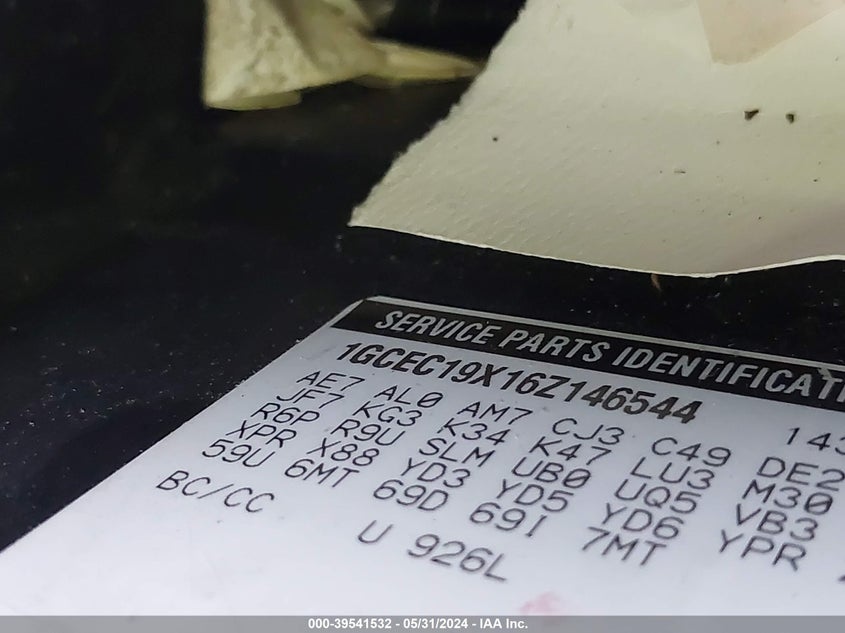 SERVICE PARTS IDENTIFICATI
1GCEC19X16Z146544
AE7 AL0 AM7 CJ3 C49 DE2
JF7 KG3 K34 K47 LU3 M30
R6P R9U SLM UB0 UQ5 VB3
XPR X88 YD3 YD5 YD6 YPR
59U 6MT 69D 69I 7MT
BC/CC U 926L
000-39541532 - 05/31/2024 - IAA Inc.